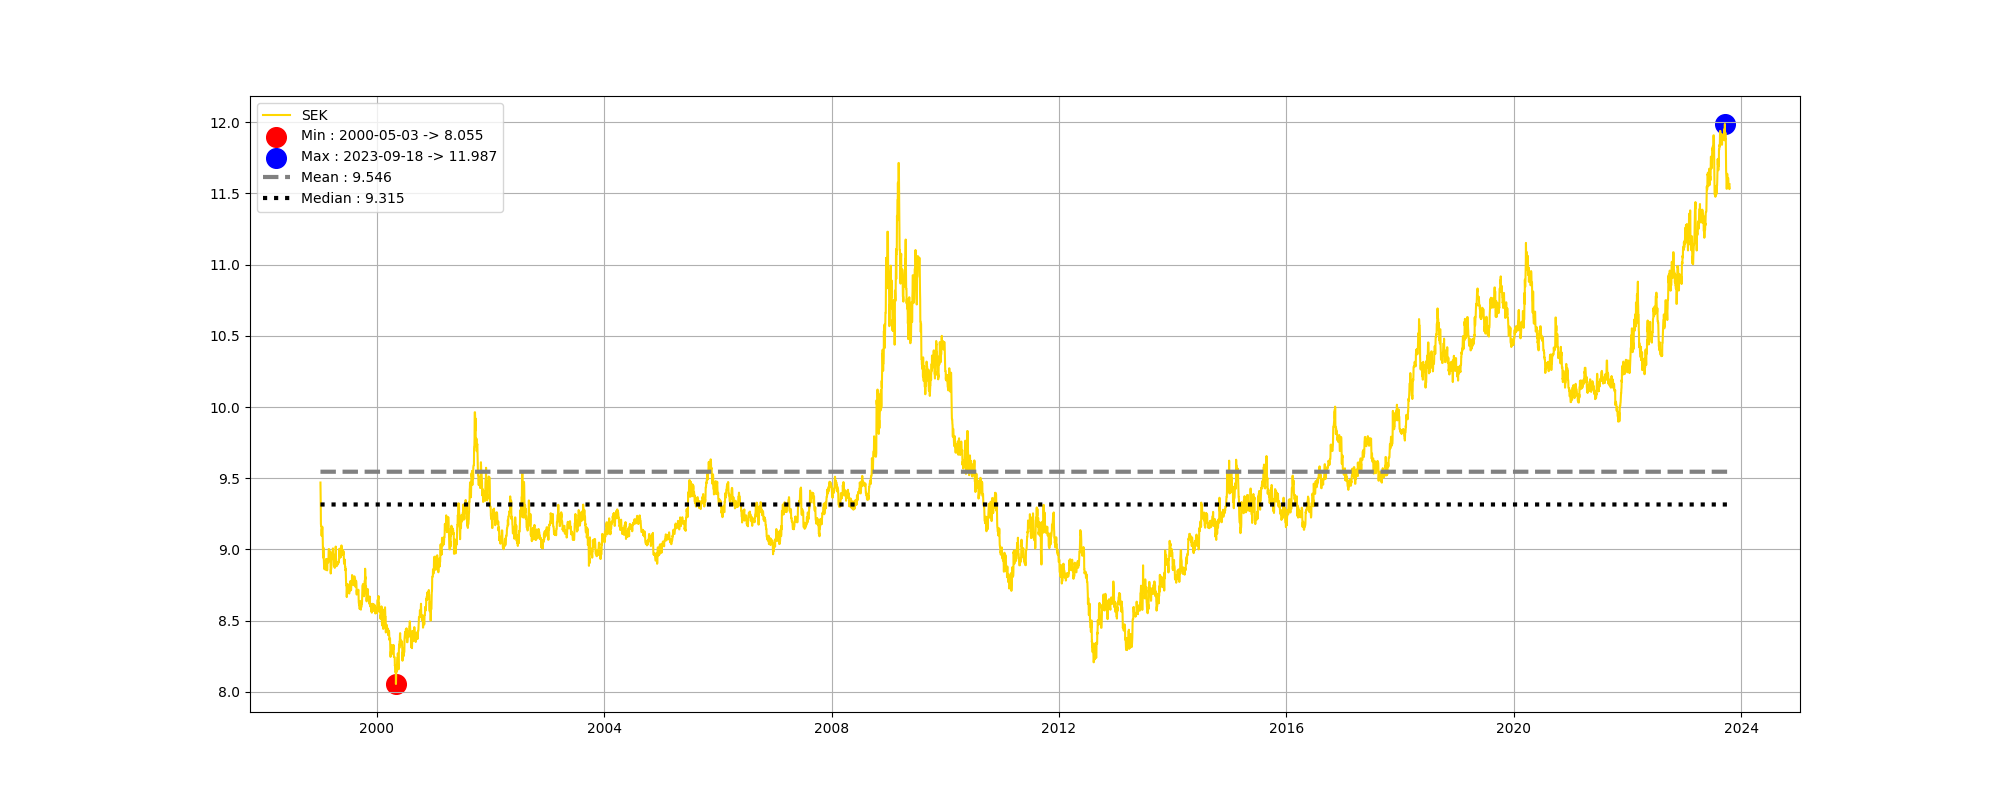 SEK
Min : 2000-05-03 -> 8.055
Max : 2023-09-18 -> 11.987
Mean : 9.546
Median : 9.315
12.0
11.5
11.0
10.5
10.0
9.5
9.0
8.5
8.0
2000 2004 2008 2012 2016 2020 2024